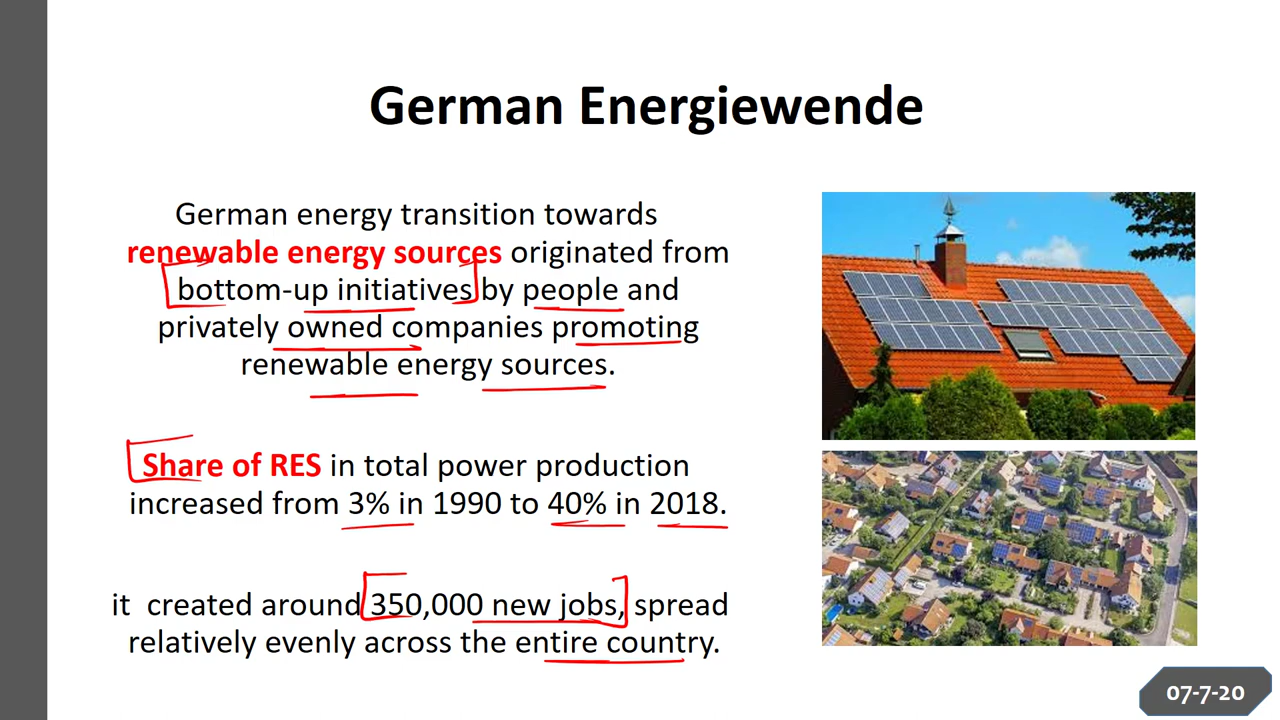 German Energiewende
German energy transition towards
renewable energy sources originated from
bottom-up initiatives by people and
privately owned companies promoting
renewable energy sources.
Share of RES in total power production
increased from 3% in 1990 to 40% in 2018.
it created around 350,000 new jobs, spread
relatively evenly across the entire country.
07-7-20